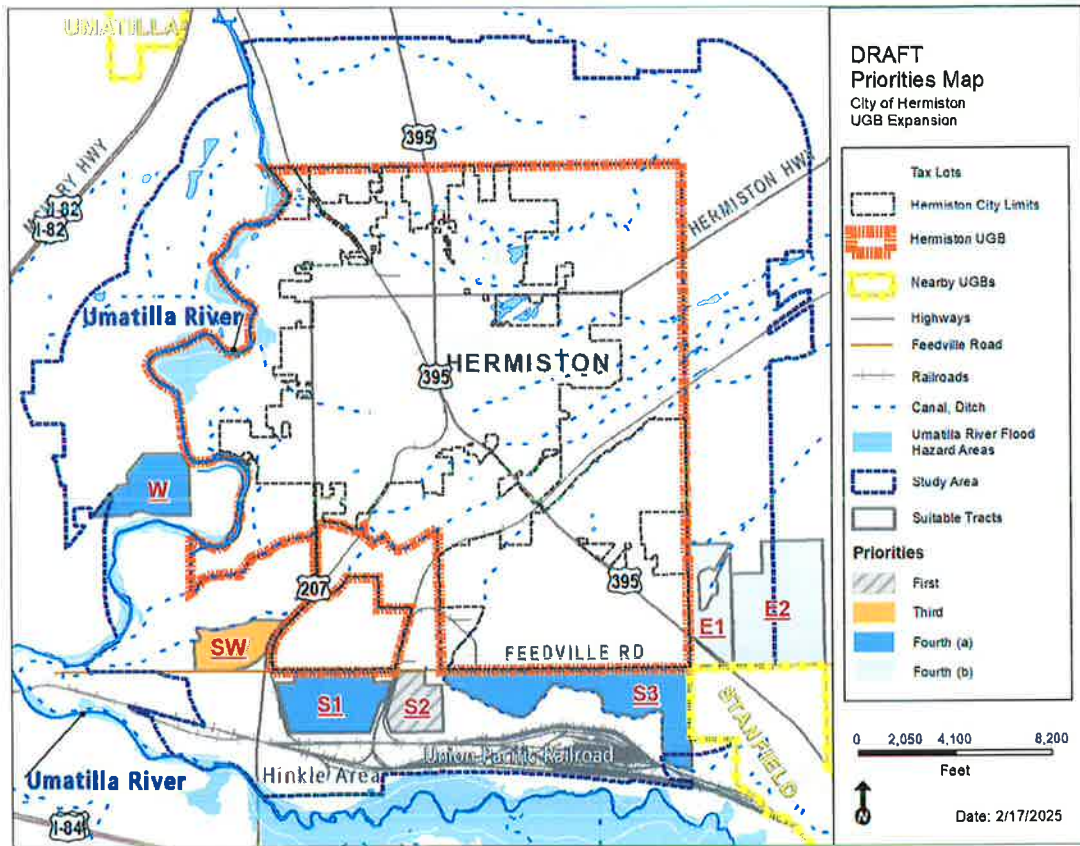 UMATILLA
395
McNARY HWY
I-82
I-82
HERMISTON HWY
Umatilla River
HERMISTON
395
W
207
395
E1
E2
SW
FEEDVILLE RD
S1
S2
S3
STANFIELD
Union Pacific Railroad
Hinkle Area
Umatilla River
I-84
DRAFT
Priorities Map
City of Hermiston
UGB Expansion
Tax Lots
Hermiston City Limits
Hermiston UGB
Nearby UGBs
Highways
Feedville Road
Railroads
Canal, Ditch
Umatilla River Flood
Hazard Areas
Study Area
Suitable Tracts
Priorities
First
Third
Fourth (a)
Fourth (b)
0 2,050 4,100 8,200
Feet
N
Date: 2/17/2025